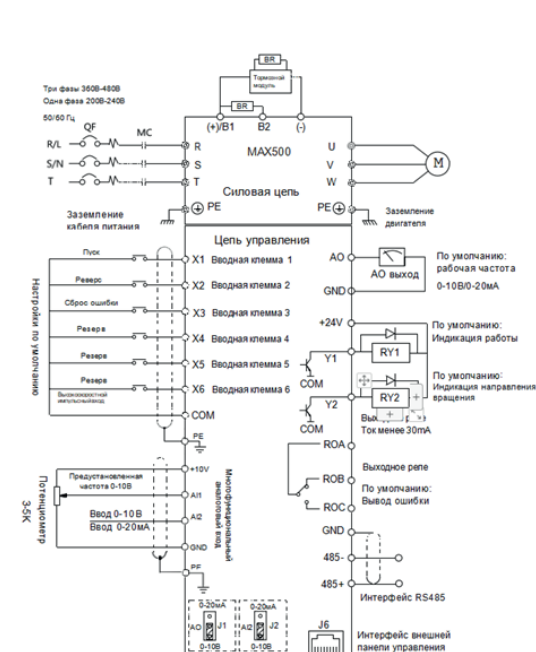 BR
Тормозной
модуль
BR
Три фазы 360В-480В
Одна фаза 200В-240В
50/60 Гц
QF
MC
(+)/B1
B2
(-)
R/L
R
S/N
S
T
T
MAX500
U
V
W
M
Силовая цепь
PE
PE
Заземление
кабеля питания
Заземление
двигателя
Цепь управления
Настройки по умолчанию
Пуск
X1 Вводная клемма 1
Реверс
X2 Вводная клемма 2
Сброс ошибки
X3 Вводная клемма 3
Резерв
X4 Вводная клемма 4
Резерв
X5 Вводная клемма 5
Резерв
X6 Вводная клемма 6
Высокоскоростной
импульсный вход
COM
PE
AO
АО выход
GND
По умолчанию:
рабочая частота
0-10В/0-20мА
+24V
Y1
COM
RY1
По умолчанию:
Индикация работы
Y2
COM
RY2
По умолчанию:
Индикация направления
вращения
Ток менее 30mA
ROA
ROB
ROC
Выходное реле
По умолчанию:
Вывод ошибки
Потенциометр
3-5K
Предустановленная
частота 0-10В
Ввод 0-10 В
Ввод 0-20мА
+10V
AI1
AI2
GND
PE
Многофункциональный
аналоговый вход
GND
485-
485+
Интерфейс RS485
0-20мА
AO
J1
0-10В
0-20мА
AI2
J2
0-10В
J6
Интерфейс внешней
панели управления